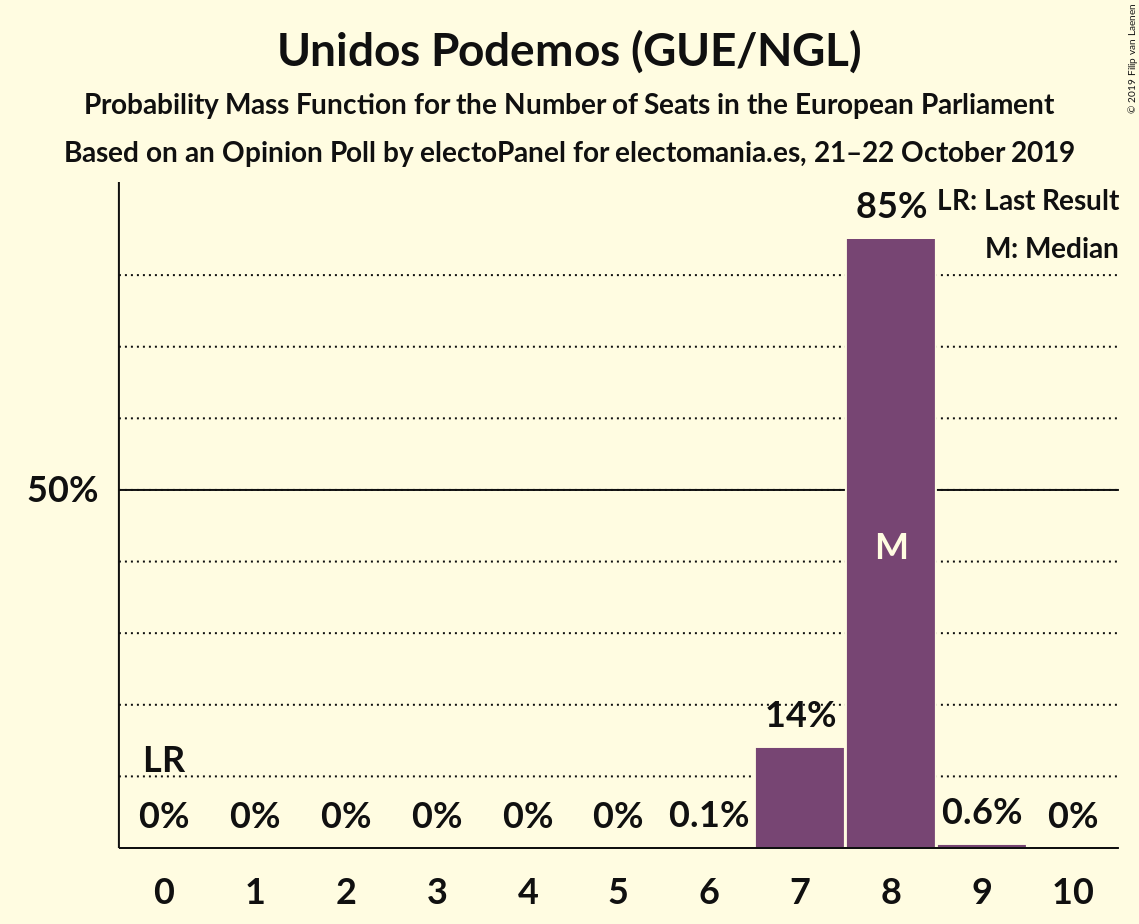 Unidos Podemos (GUE/NGL)
Probability Mass Function for the Number of Seats in the European Parliament
Based on an Opinion Poll by electoPanel for electomania.es, 21–22 October 2019
© 2019 Filip van Laenen
85%
LR: Last Result
M: Median
50%
M
14%
LR
0% 0% 0% 0% 0% 0% 0.1% 0.6% 0%
0 1 2 3 4 5 6 7 8 9 10